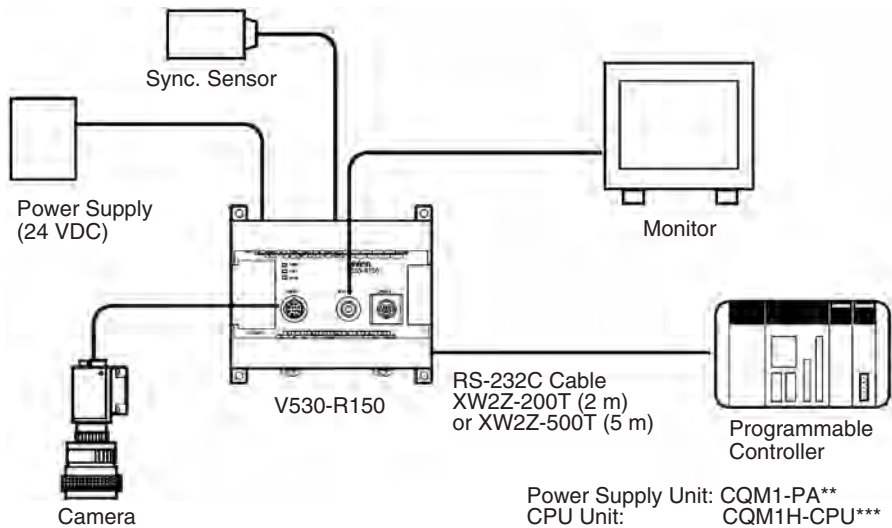 Sync. Sensor
Power Supply
(24 VDC)
Monitor
V530-R150
RS-232C Cable
XW2Z-200T (2 m)
or XW2Z-500T (5 m)
Programmable
Controller
Camera
Power Supply Unit: CQM1-PA**
CPU Unit: CQM1H-CPU***